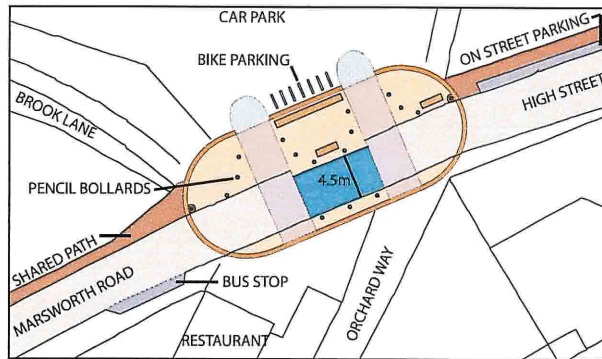 CAR PARK
ON STREET PARKING
BIKE PARKING
HIGH STREET
BROOK LANE
PENCIL BOLLARDS
4.5m
SHARED PATH
MARSWORTH ROAD
BUS STOP
ORCHARD WAY
RESTAURANT